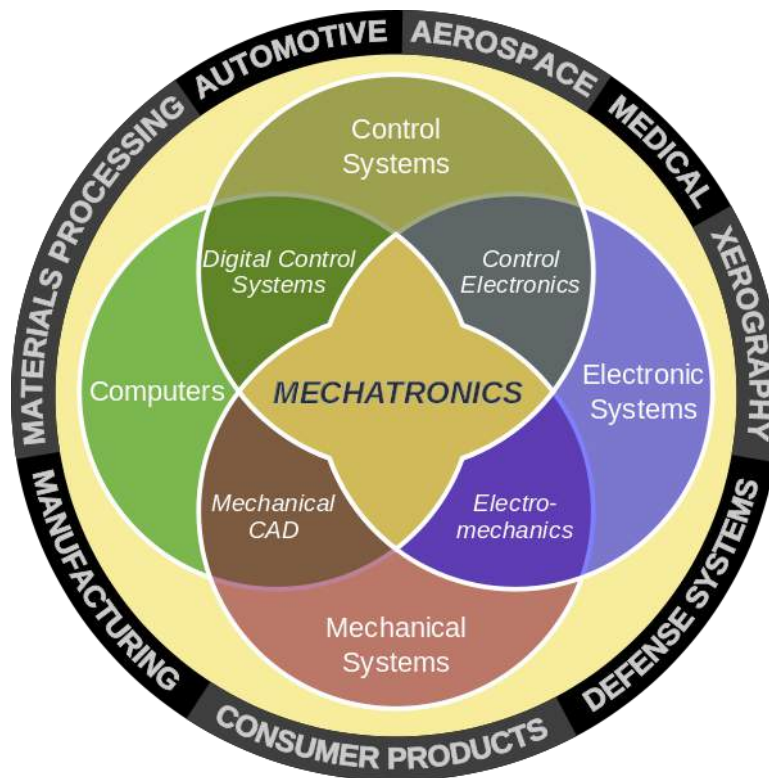 AUTOMOTIVE
AEROSPACE
MEDICAL
XEROGRAPHY
DEFENSE SYSTEMS
CONSUMER PRODUCTS
MANUFACTURING
MATERIALS PROCESSING
Control
Systems
Digital Control
Systems
Control
Electronics
Computers
MECHATRONICS
Electronic
Systems
Mechanical
CAD
Electro-
mechanics
Mechanical
Systems